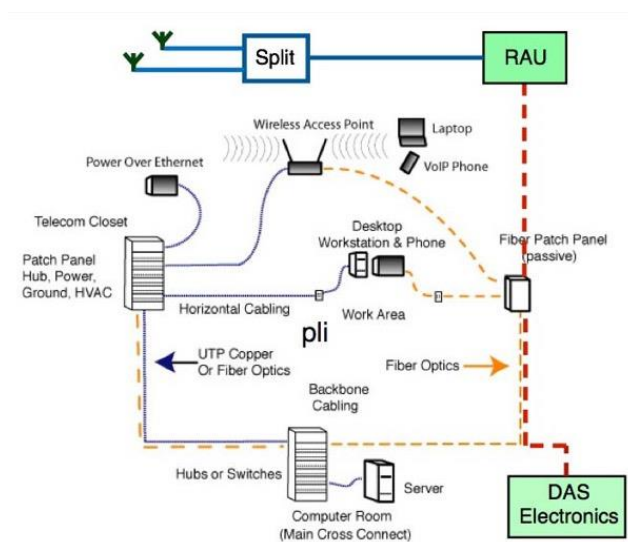 Split
RAU
Wireless Access Point
Laptop
VoIP Phone
Power Over Ethernet
Telecom Closet
Patch Panel
Hub, Power,
Ground, HVAC
Desktop
Workstation & Phone
Fiber Patch Panel
(passive)
Horizontal Cabling
Work Area
pli
UTP Copper
Or Fiber Optics
Fiber Optics
Backbone
Cabling
Hubs or Switches
Server
Computer Room
(Main Cross Connect)
DAS
Electronics